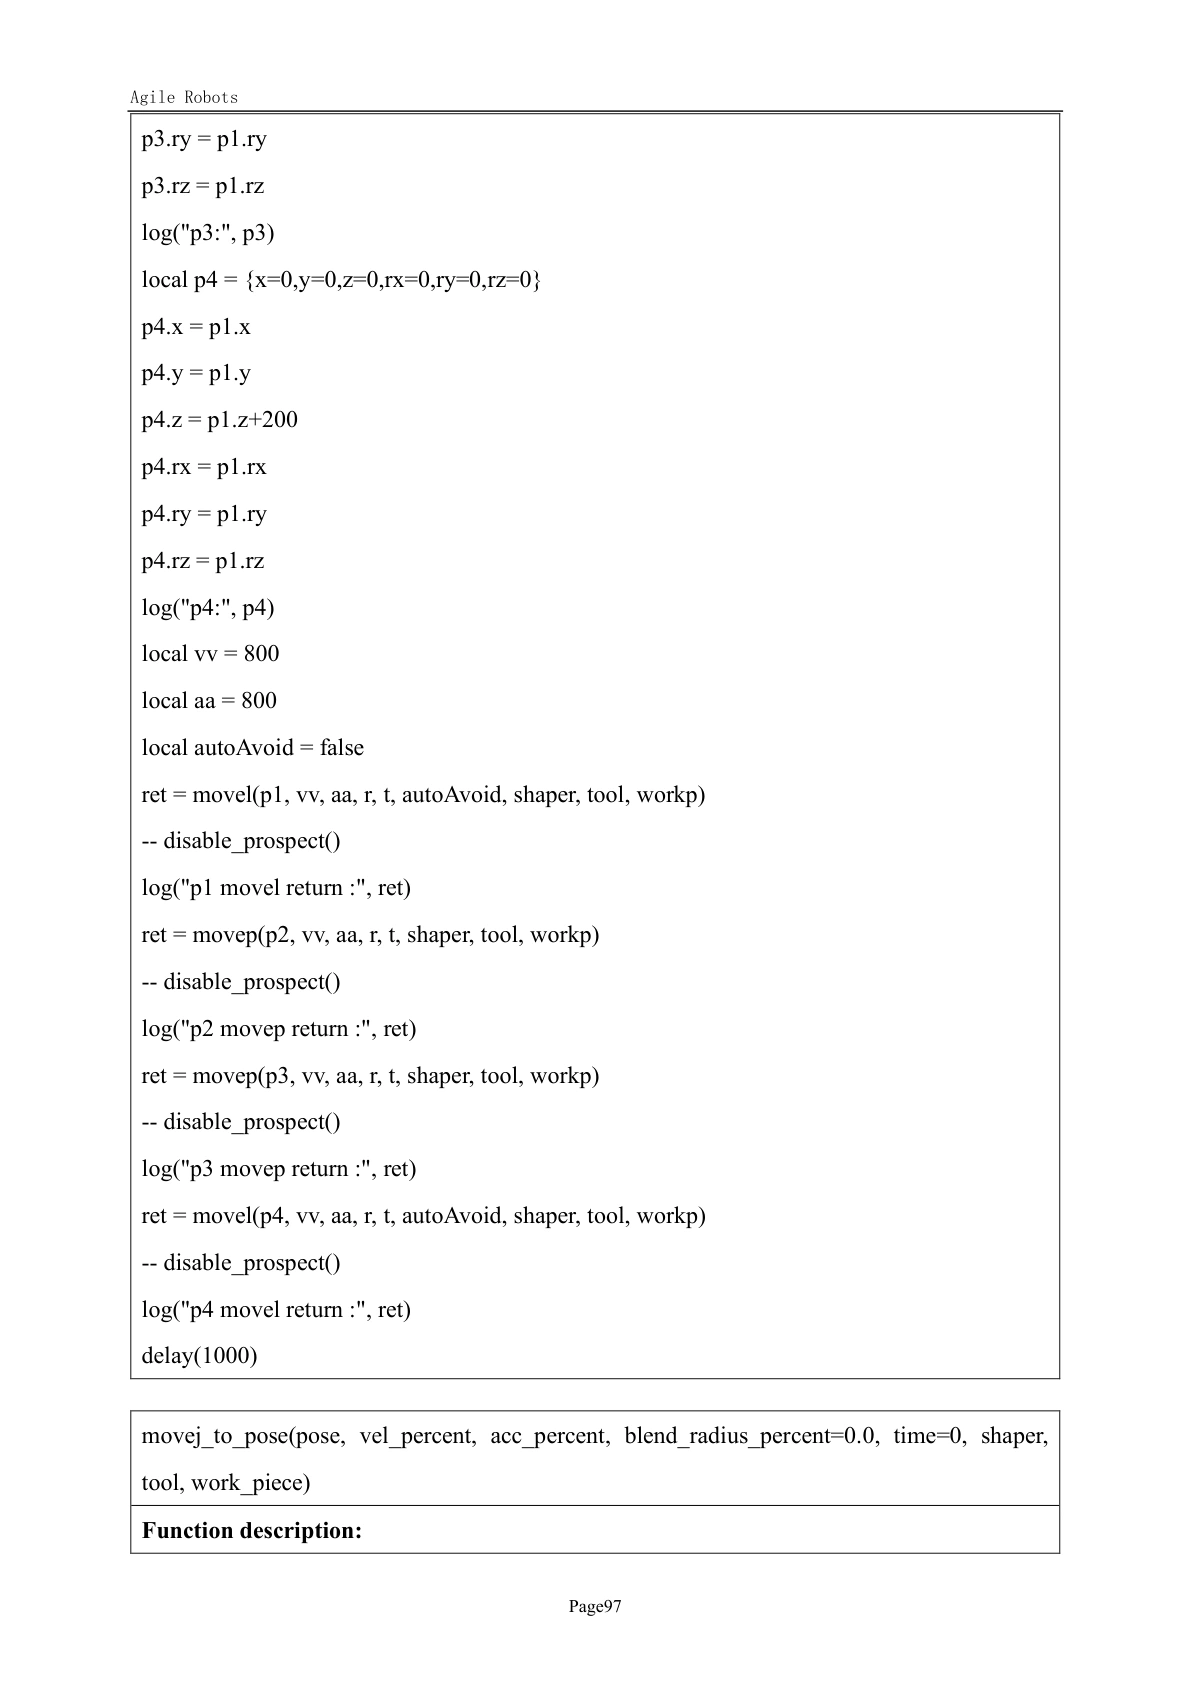 Agile Robots
p3.ry = p1.ry
p3.rz = p1.rz
log("p3:", p3)
local p4 = {x=0,y=0,z=0,rx=0,ry=0,rz=0}
p4.x = p1.x
p4.y = p1.y
p4.z = p1.z+200
p4.rx = p1.rx
p4.ry = p1.ry
p4.rz = p1.rz
log("p4:", p4)
local vv = 800
local aa = 800
local autoAvoid = false
ret = movel(p1, vv, aa, r, t, autoAvoid, shaper, tool, workp)
-- disable_prospect()
log("p1 movel return :", ret)
ret = movep(p2, vv, aa, r, t, shaper, tool, workp)
-- disable_prospect()
log("p2 movep return :", ret)
ret = movep(p3, vv, aa, r, t, shaper, tool, workp)
-- disable_prospect()
log("p3 movep return :", ret)
ret = movel(p4, vv, aa, r, t, autoAvoid, shaper, tool, workp)
-- disable_prospect()
log("p4 movel return :", ret)
delay(1000)
movej_to_pose(pose, vel_percent, acc_percent, blend_radius_percent=0.0, time=0, shaper,
tool, work_piece)
Function description:
Page97